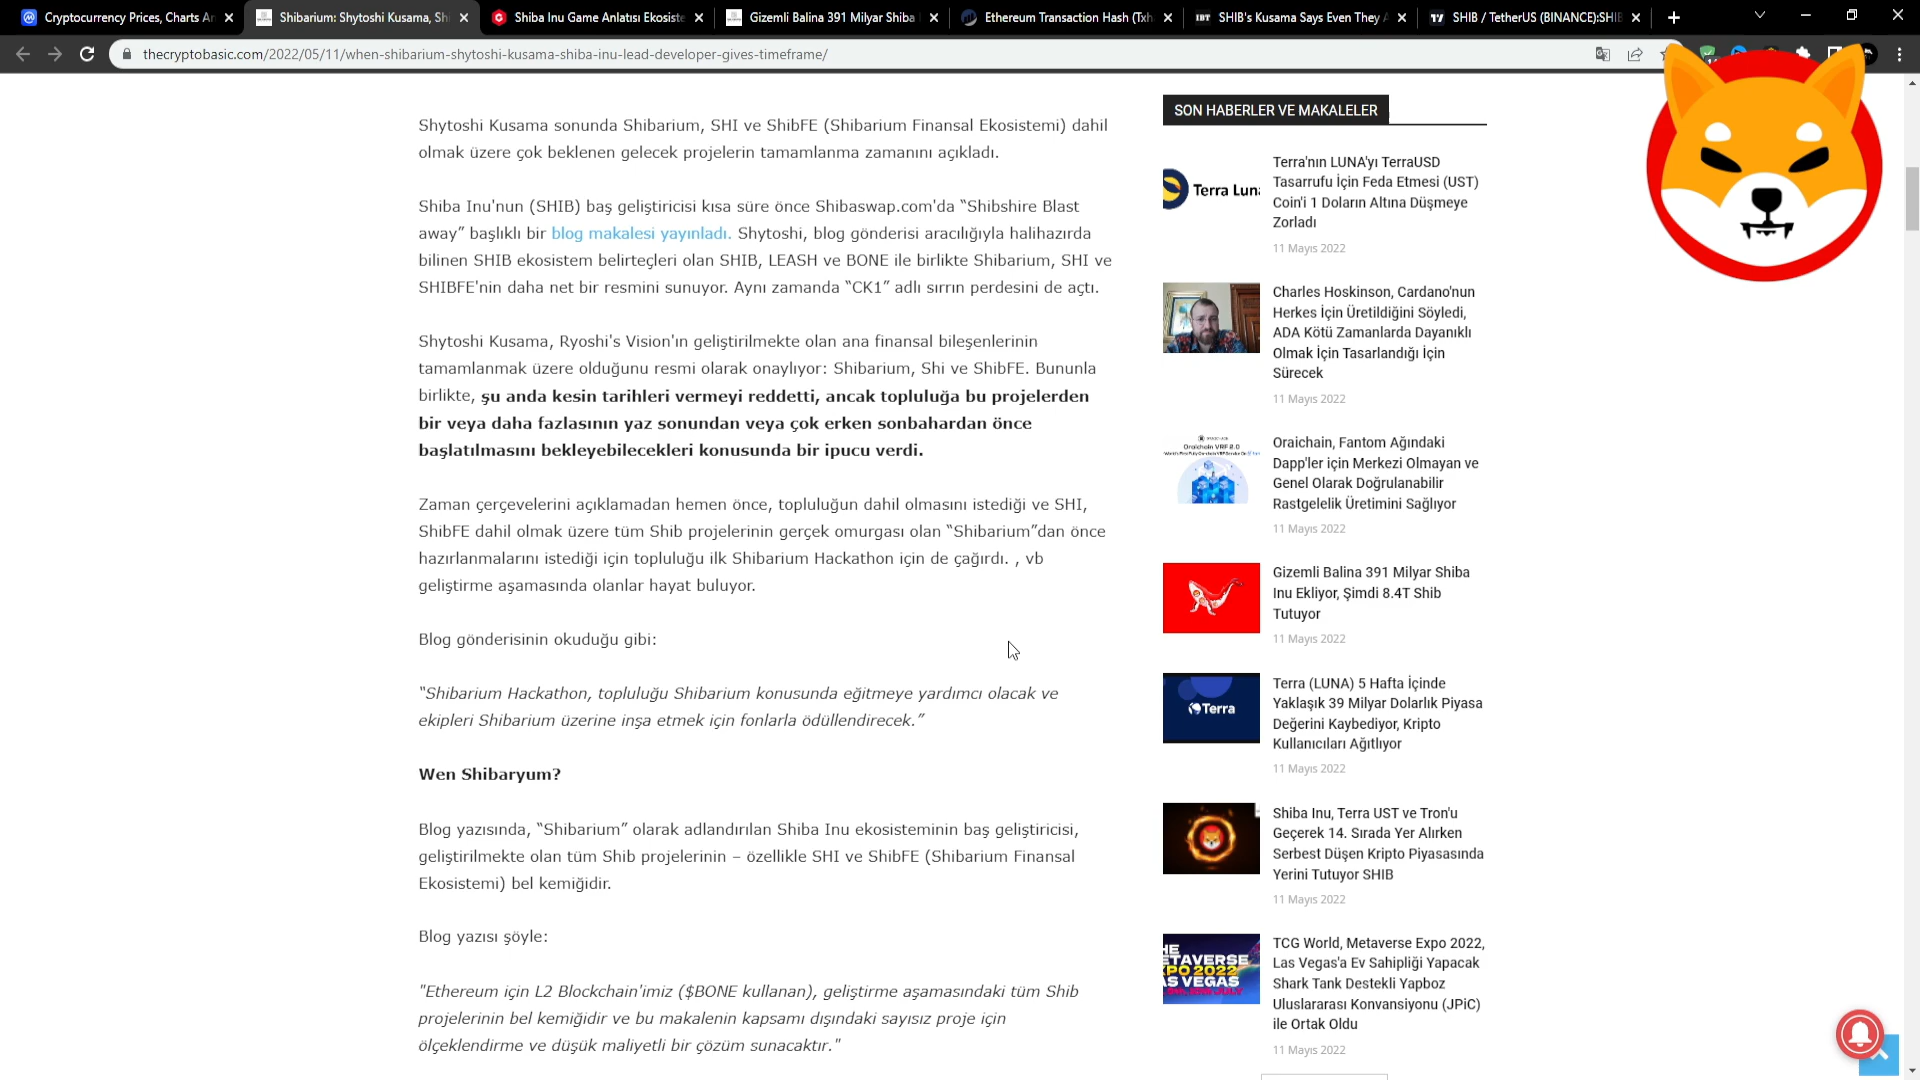 Cryptocurrency Prices, Charts An
Shibarium: Shytoshi Kusama, Sh
Shiba Inu Game Anlatısı Ekosiste
Gizemli Balina 391 Milyar Shiba
Ethereum Transaction Hash (Txh
SHIB's Kusama Says Even They A
SHIB / TetherUS (BINANCE):SHIB
thecryptobasic.com/2022/05/11/when-shibarium-shytoshi-kusama-shiba-inu-lead-developer-gives-timeframe/
Shytoshi Kusama sonunda Shibarium, SHI ve ShibFE (Shibarium Finansal Ekosistemi) dahil
olmak üzere çok beklenen gelecek projelerin tamamlanma zamanını açıkladı.
Shiba Inu'nun (SHIB) baş geliştiricisi kısa süre önce Shibaswap.com'da “Shibshire Blast
away” başlıklı bir blog makalesi yayınladı. Shytoshi, blog gönderisi aracılığıyla halihazırda
bilinen SHIB ekosistem belirteçleri olan SHIB, LEASH ve BONE ile birlikte Shibarium, SHI ve
SHIBFE'nin daha net bir resmini sunuyor. Aynı zamanda “CK1” adlı sırrın perdesini de açtı.
Shytoshi Kusama, Ryoshi's Vision'ın geliştirilmekte olan ana finansal bileşenlerinin
tamamlanmak üzere olduğunu resmi olarak onaylıyor: Shibarium, Shi ve ShibFE. Bununla
birlikte, şu anda kesin tarihleri vermeyi reddetti, ancak topluluğa bu projelerden
bir veya daha fazlasının yaz sonundan veya çok erken sonbahardan önce
başlatılmasını bekleyebilecekleri konusunda bir ipucu verdi.
Zaman çerçevelerini açıklamadan hemen önce, topluluğun dahil olmasını istediği ve SHI,
ShibFE dahil olmak üzere tüm Shib projelerinin gerçek omurgası olan “Shibarium”dan önce
hazırlanmalarını istediği için topluluğu ilk Shibarium Hackathon için de çağırdı. , vb
geliştirme aşamasında olanlar hayat buluyor.
Blog gönderisinin okuduğu gibi:
“Shibarium Hackathon, topluluğu Shibarium konusunda eğitmeye yardımcı olacak ve
ekipleri Shibarium üzerine inşa etmek için fonlarla ödüllendirecek.”
Wen Shibaryum?
Blog yazısında, “Shibarium” olarak adlandırılan Shiba Inu ekosisteminin baş geliştiricisi,
geliştirilmekte olan tüm Shib projelerinin – özellikle SHI ve ShibFE (Shibarium Finansal
Ekosistemi) bel kemiğidir.
Blog yazısı şöyle:
"Ethereum için L2 Blockchain'imiz ($BONE kullanan), geliştirme aşamasındaki tüm Shib
projelerinin bel kemiğidir ve bu makalenin kapsamı dışındaki sayısız proje için
ölçeklendirme ve düşük maliyetli bir çözüm sunacaktır."
SON HABERLER VE MAKALELER
Terra Luna
Terra'nın LUNA'yı TerraUSD
Tasarrufu İçin Feda Etmesi (UST)
Coin'i 1 Doların Altına Düşmeye
Zorladı
11 Mayıs 2022
Charles Hoskinson, Cardano'nun
Herkes İçin Üretildiğini Söyledi,
ADA Kötü Zamanlarda Dayanıklı
Olmak İçin Tasarlandığı İçin
Sürecek
11 Mayıs 2022
Oraichain VRF 2.0
Oraichain, Fantom Ağındaki
Dapp'ler için Merkezi Olmayan ve
Genel Olarak Doğrulanabilir
Rastgelelik Üretimini Sağlıyor
11 Mayıs 2022
Gizemli Balina 391 Milyar Shiba
Inu Ekliyor, Şimdi 8.4T Shib
Tutuyor
11 Mayıs 2022
Terra
Terra (LUNA) 5 Hafta İçinde
Yaklaşık 39 Milyar Dolarlık Piyasa
Değerini Kaybediyor, Kripto
Kullanıcıları Ağıtlıyor
11 Mayıs 2022
Shiba Inu, Terra UST ve Tron'u
Geçerek 14. Sırada Yer Alırken
Serbest Düşen Kripto Piyasasında
Yerini Tutuyor SHIB
11 Mayıs 2022
HE
ETAVERSE
XPO 2022
AS VEGAS
TCG World, Metaverse Expo 2022,
Las Vegas'a Ev Sahipliği Yapacak
Shark Tank Destekli Yapboz
Uluslararası Konvansiyonu (JPiC)
ile Ortak Oldu
11 Mayıs 2022